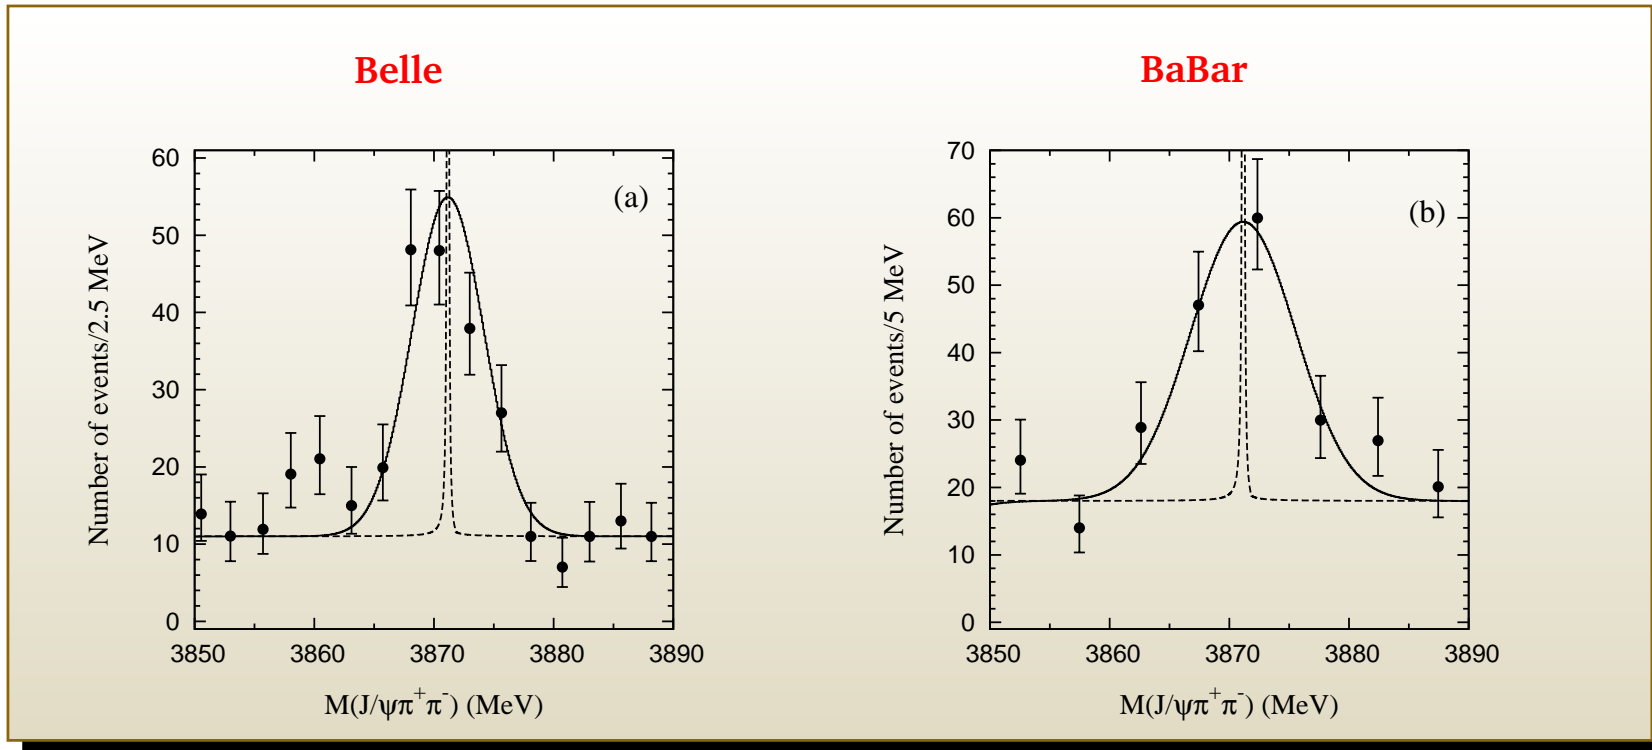 Belle
BaBar
(a)
60
50
40
30
20
10
0
Number of events/2.5 MeV
3850 3860 3870 3880 3890
M(J/ψπ⁺π⁻) (MeV)
(b)
70
60
50
40
30
20
10
0
Number of events/5 MeV
3850 3860 3870 3880 3890
M(J/ψπ⁺π⁻) (MeV)